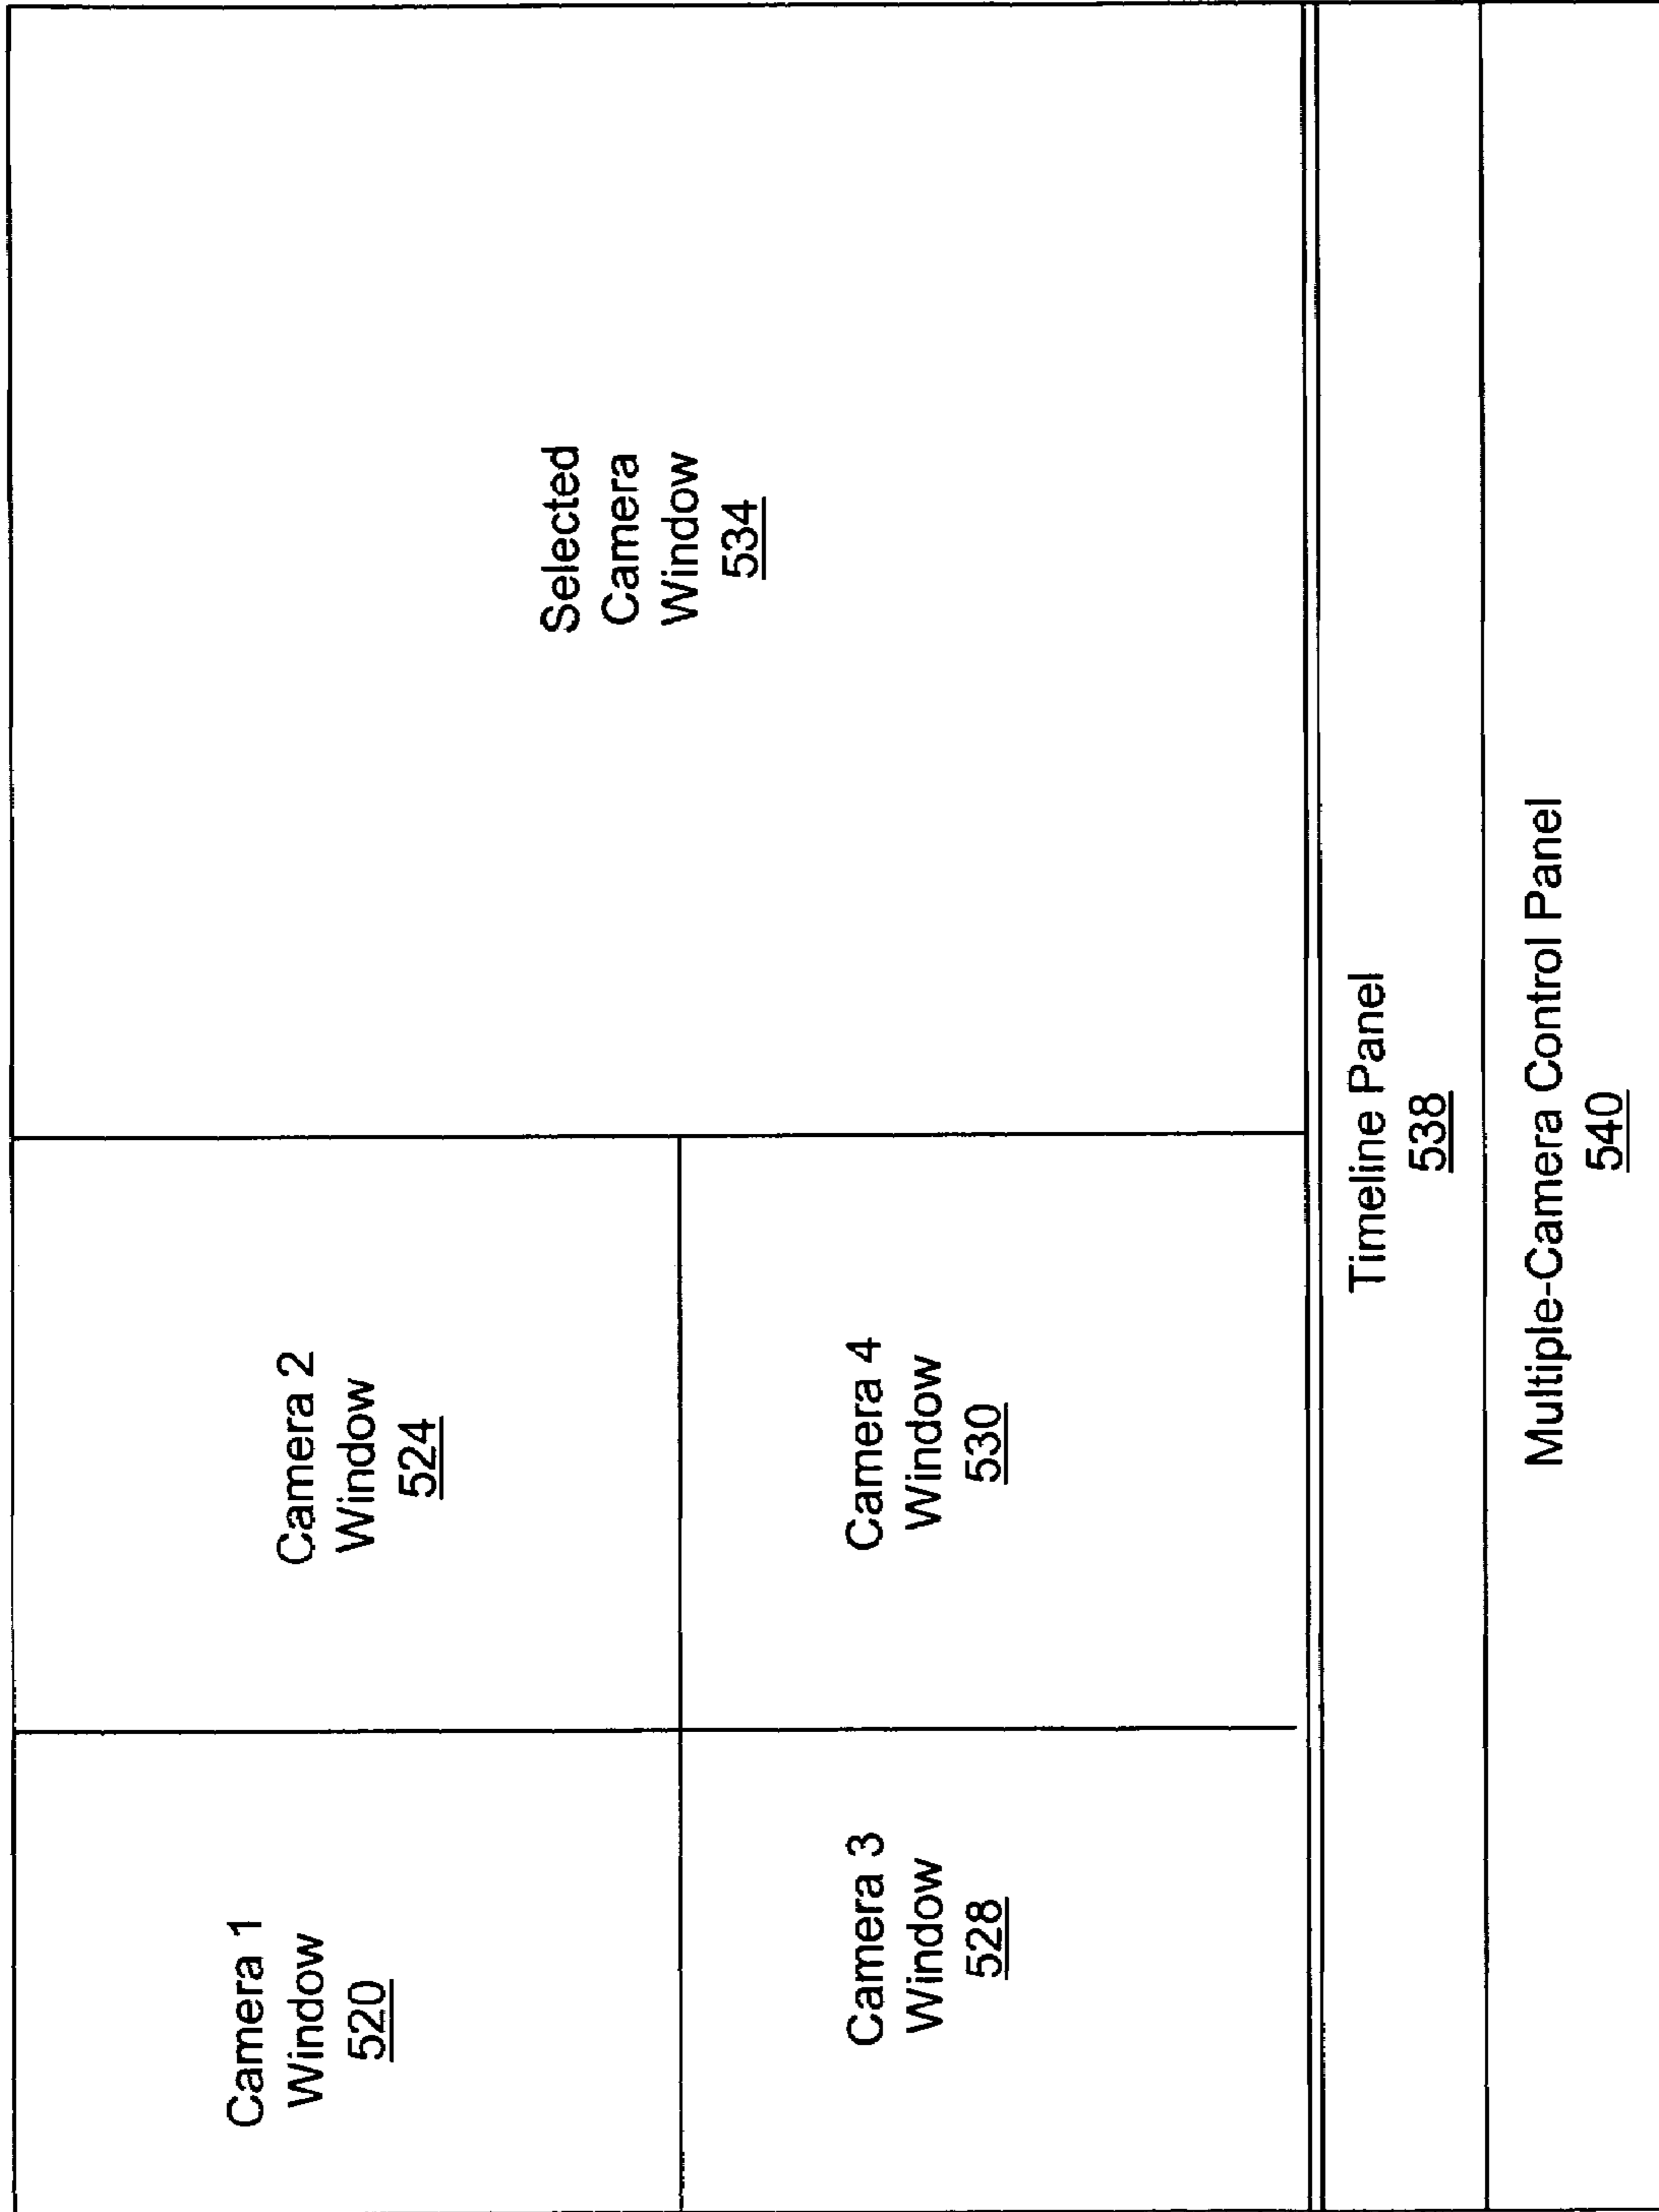 Camera 1
Window
520
Camera 2
Window
524
Selected
Camera
Window
534
Camera 3
Window
528
Camera 4
Window
530
Timeline Panel
538
Multiple-Camera Control Panel
540